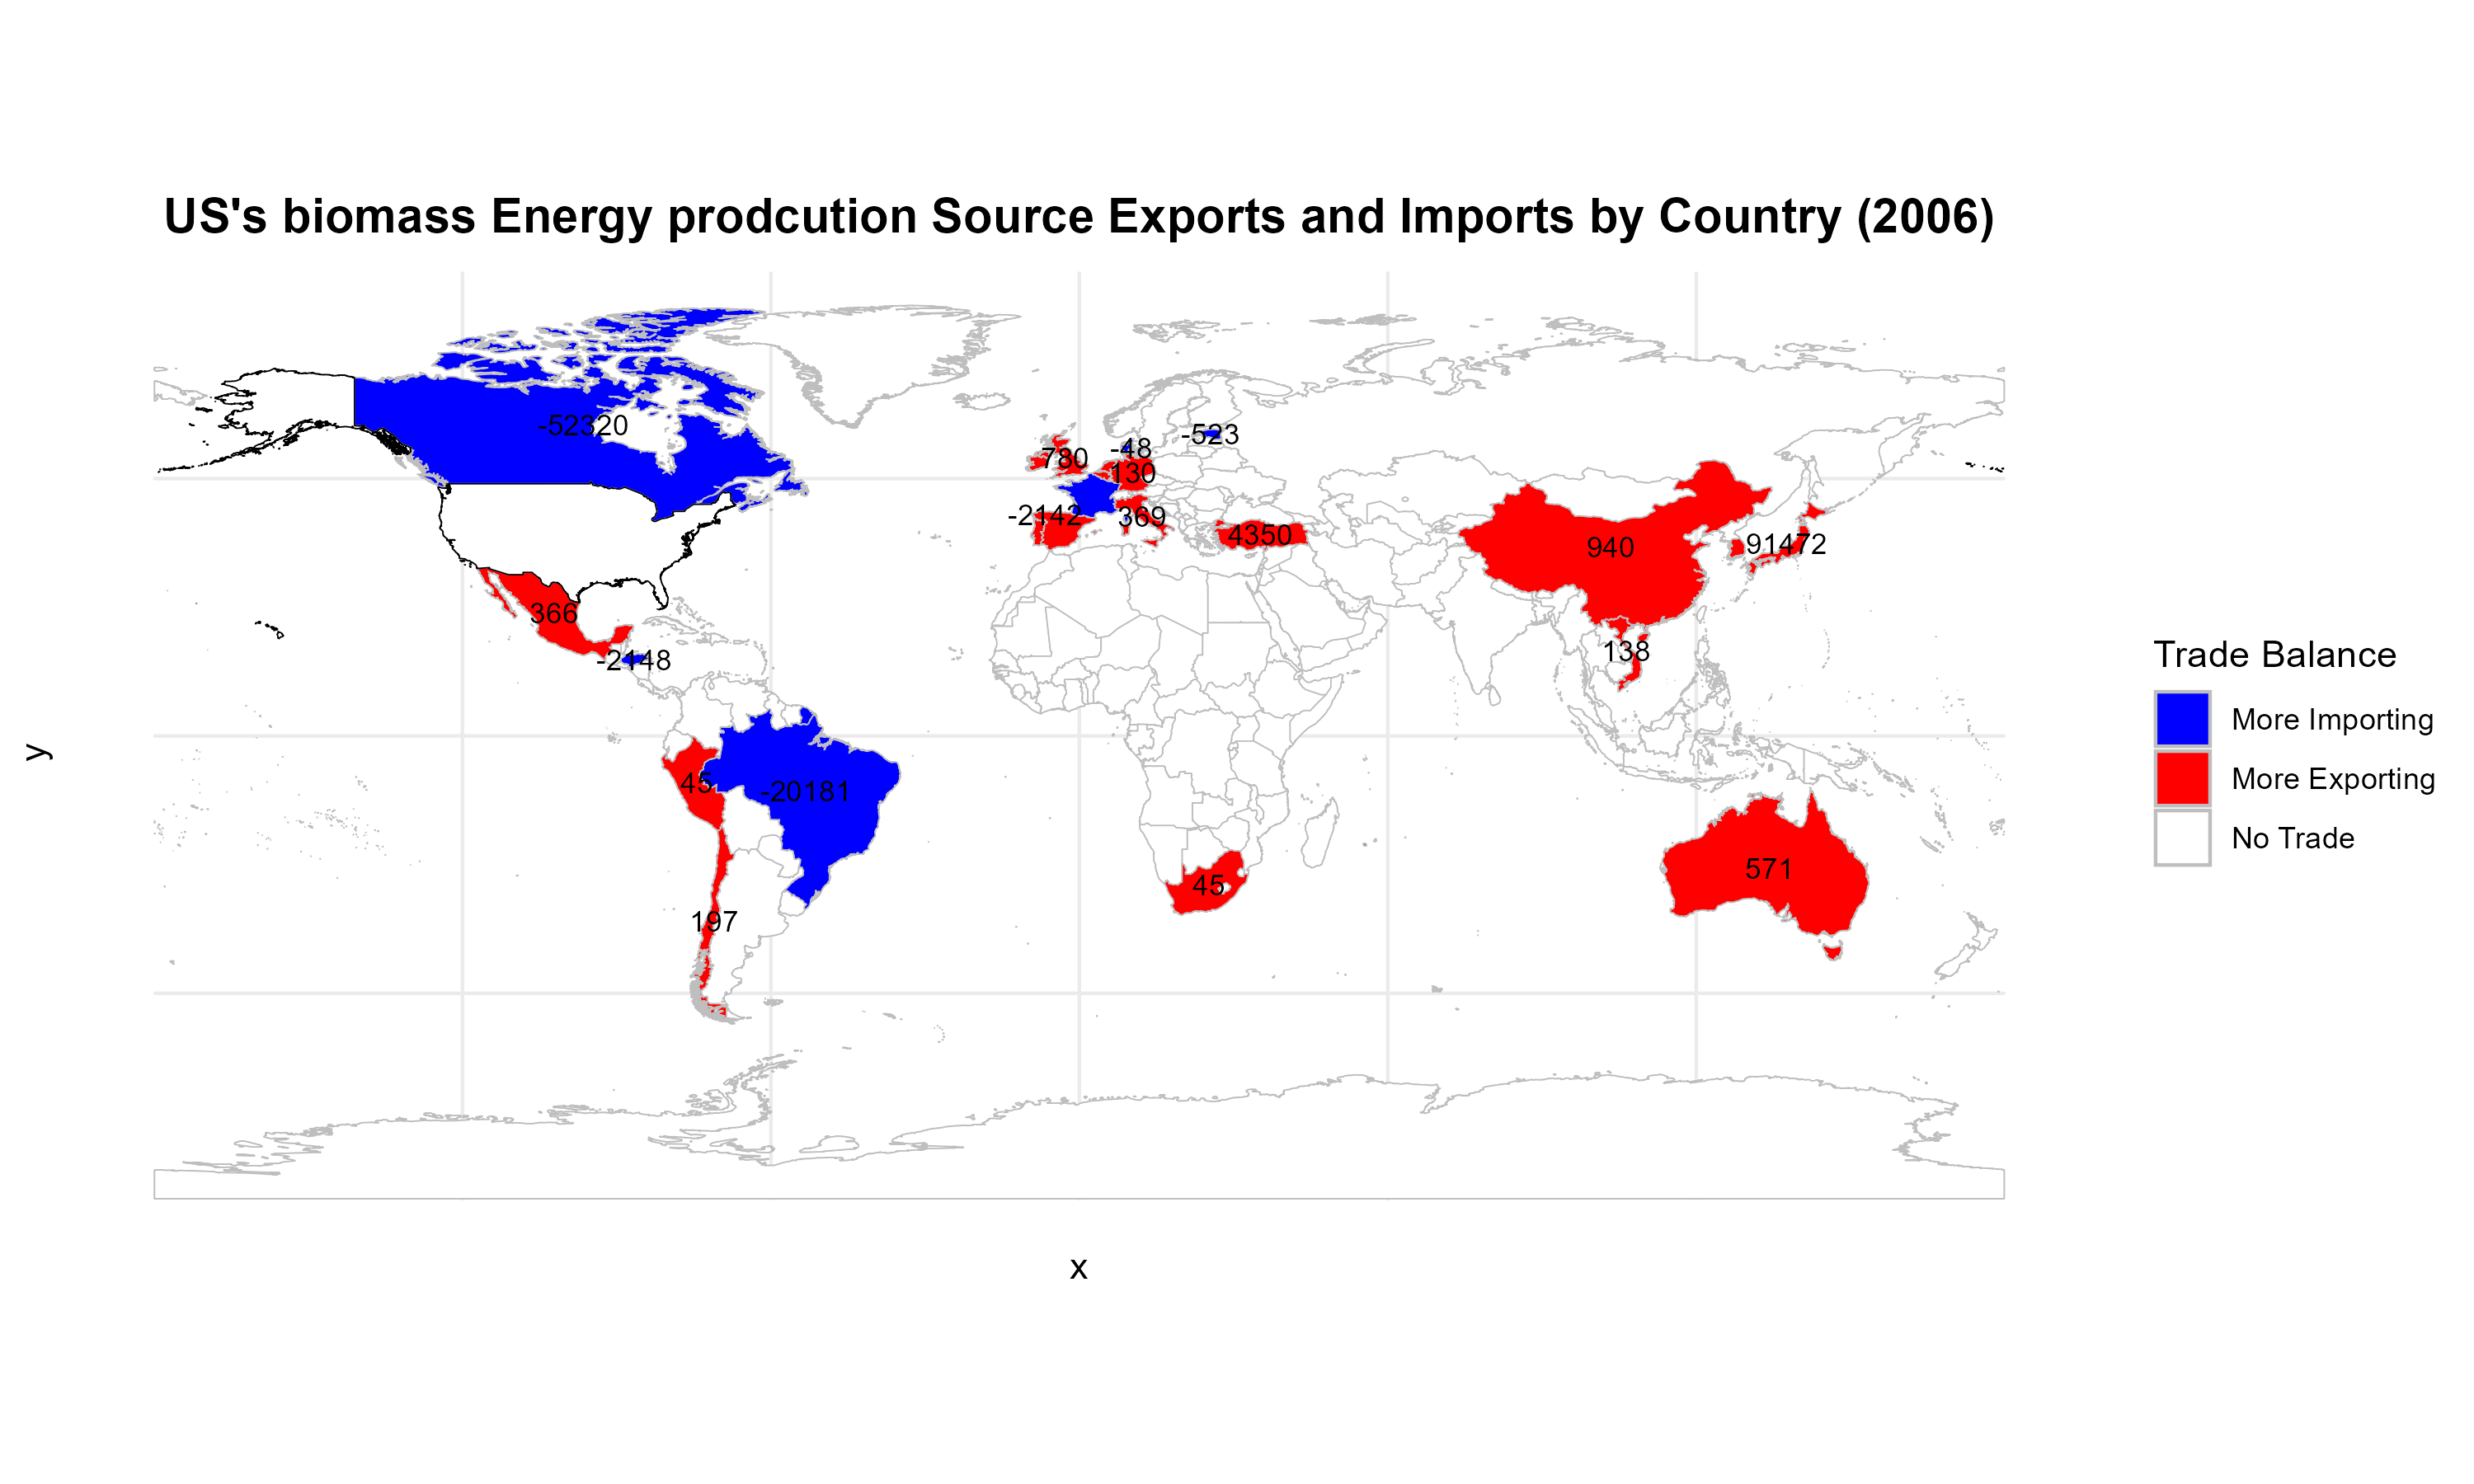 US's biomass Energy prodcution Source Exports and Imports by Country (2006)
-52320
-523
-48
780
130
-2142
369
4350
940
91472
366
138
-2148
45
-20181
571
45
197
y
x
Trade Balance
More Importing
More Exporting
No Trade